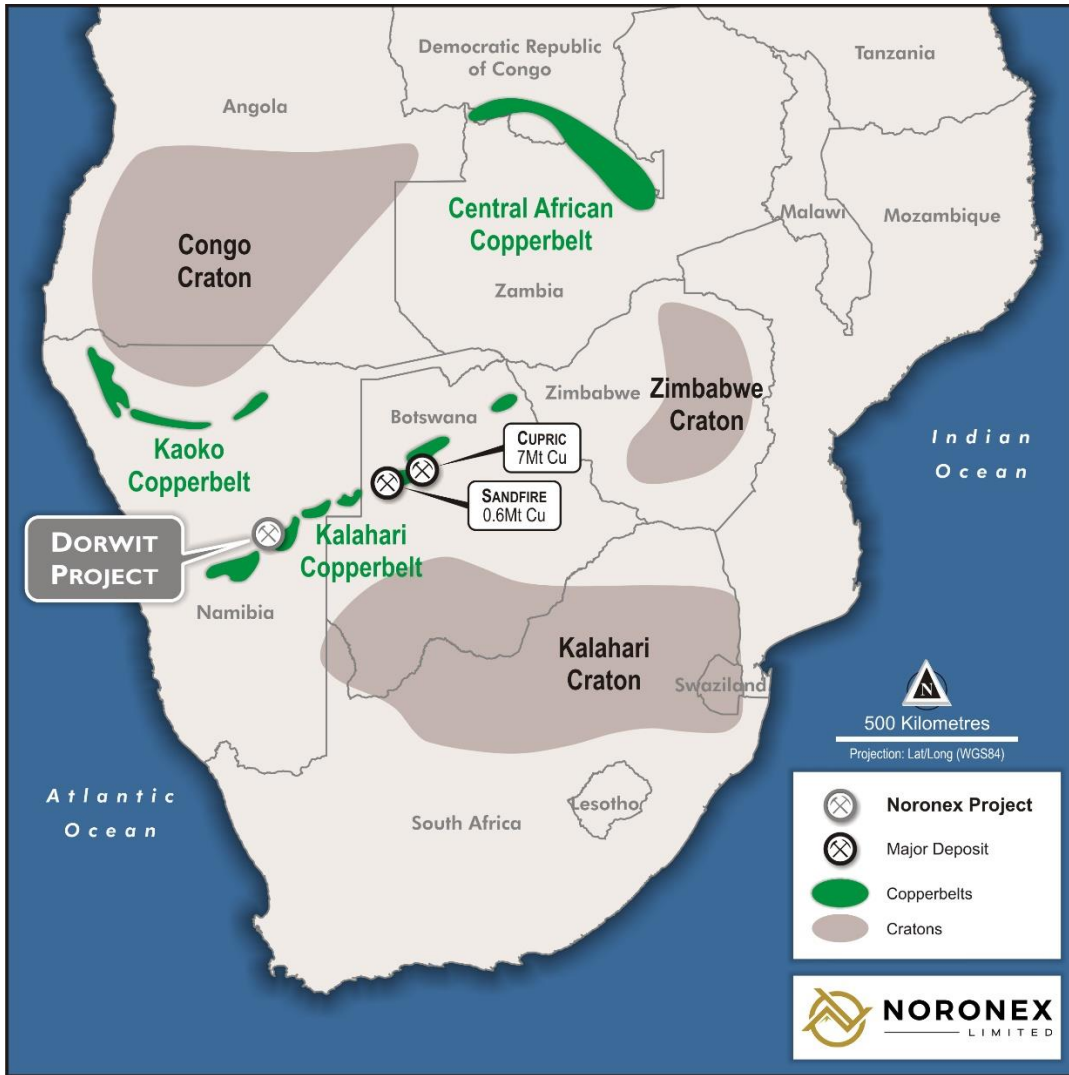 Democratic Republic
of Congo
Tanzania
Angola
Central African
Copperbelt
Malawi
Mozambique
Congo
Craton
Zambia
Zimbabwe
Zimbabwe
Craton
Botswana
CUPRIC
7Mt Cu
SANDFIRE
0.6Mt Cu
Kaoko
Copperbelt
Indian
Ocean
DORWIT
PROJECT
Kalahari
Copperbelt
Namibia
Kalahari
Craton
Swaziland
N
500 Kilometres
Projection: Lat/Long (WGS84)
Atlantic
Ocean
Lesotho
South Africa
Noronex Project
Major Deposit
Copperbelts
Cratons
NORONEX
LIMITED